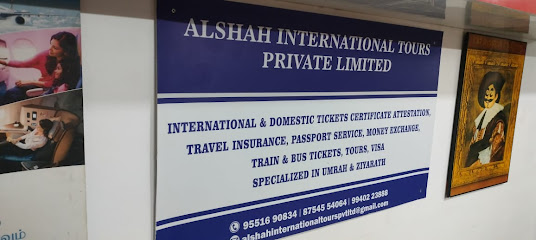 ALSHAH INTERNATIONAL TOURS
PRIVATE LIMITED
INTERNATIONAL & DOMESTIC TICKETS CERTIFICATE ATTESTATION,
TRAVEL INSURANCE, PASSPORT SERVICE, MONEY EXCHANGE,
TRAIN & BUS TICKETS, TOURS, VISA
SPECIALIZED IN UMRAH & ZIYARATH
95516 90834 | 87545 54064 | 99402 23888
alshahinternationaltourspvtltd@gmail.com